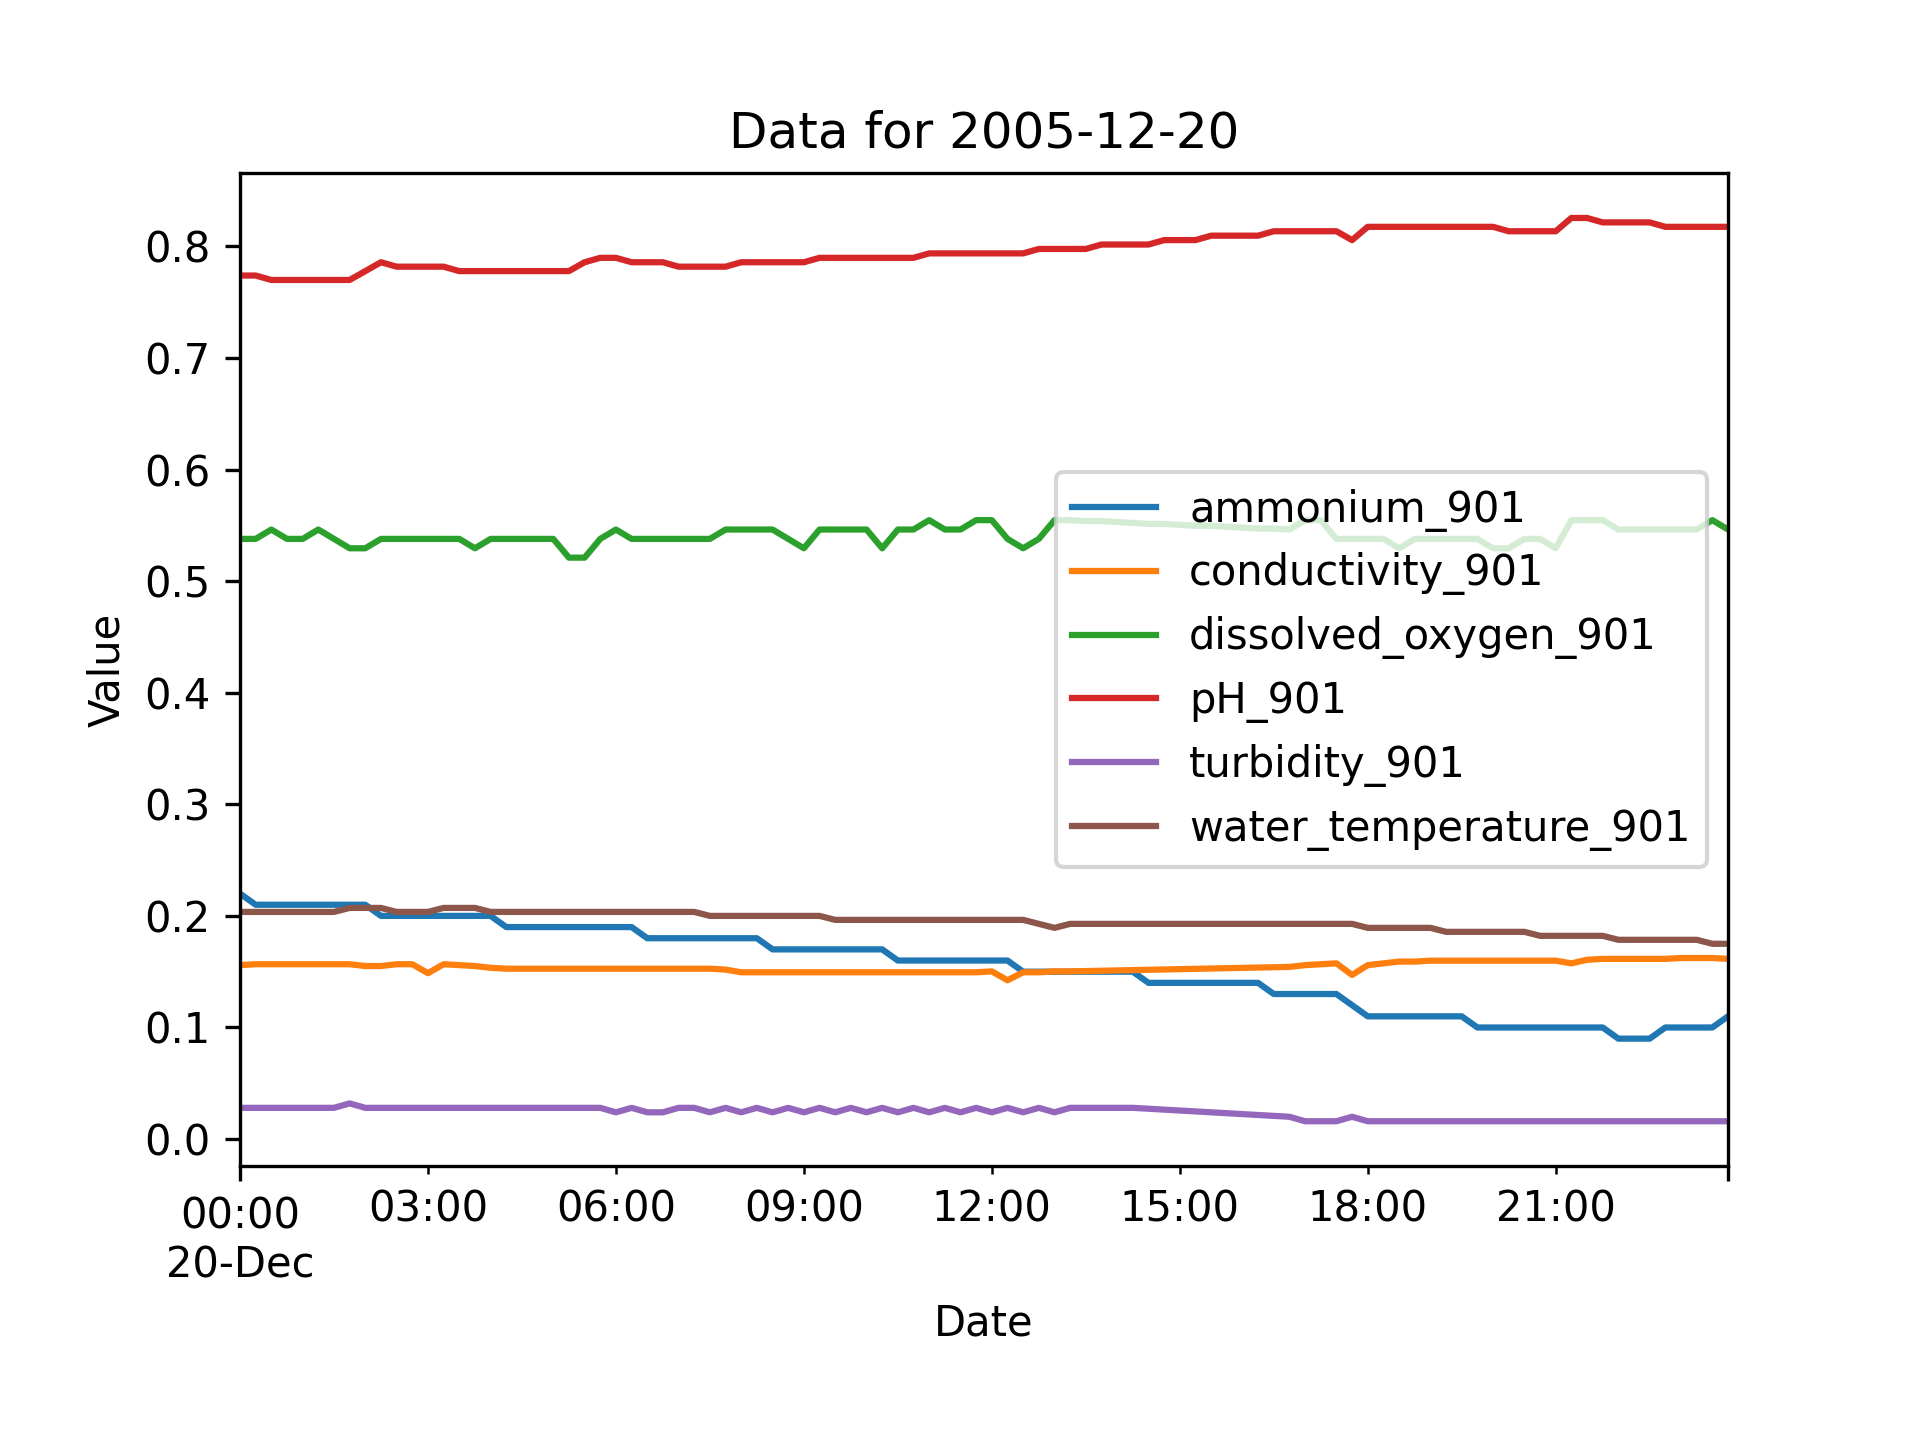 Data for 2005-12-20
Value
0.8
0.7
0.6
0.5
0.4
0.3
0.2
0.1
0.0
ammonium_901
conductivity_901
dissolved_oxygen_901
pH_901
turbidity_901
water_temperature_901
00:00 03:00 06:00 09:00 12:00 15:00 18:00 21:00
20-Dec
Date